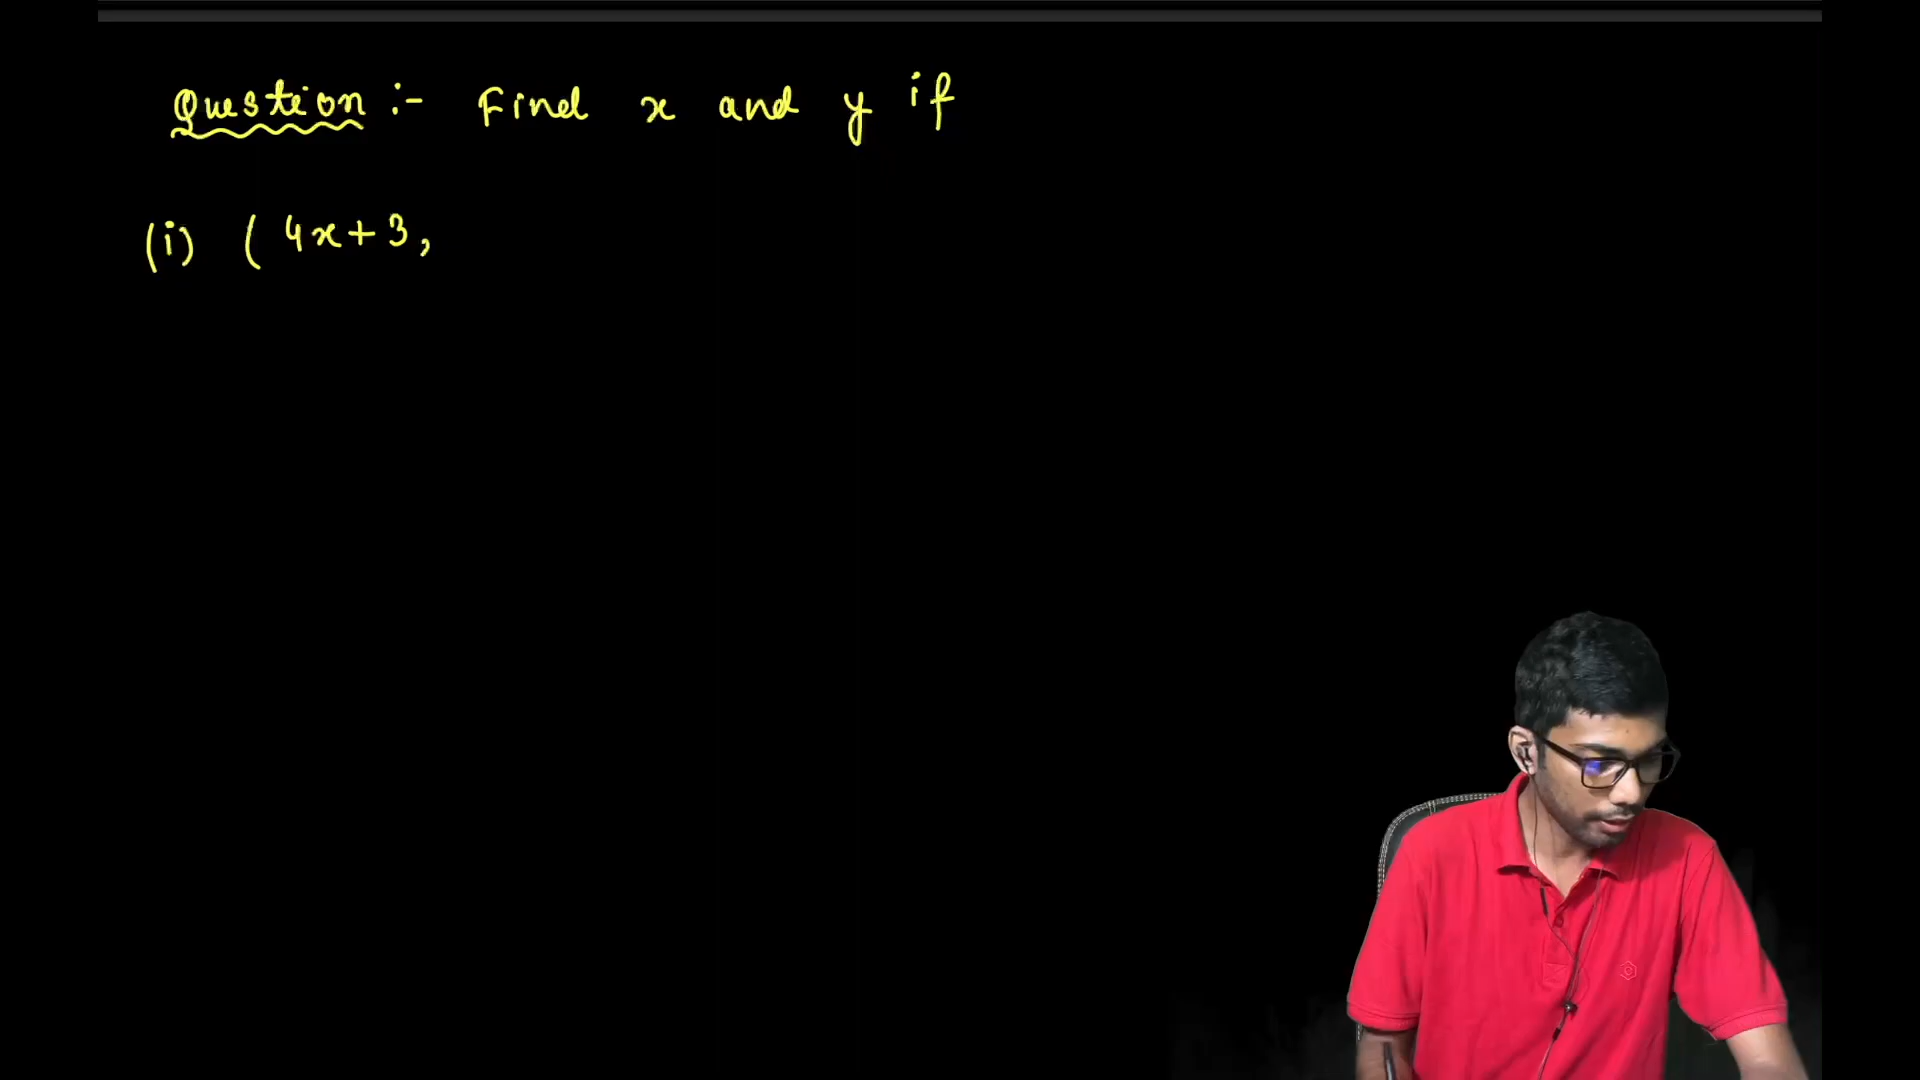 Question :- Find x and y if
(i) ( 4x+3,